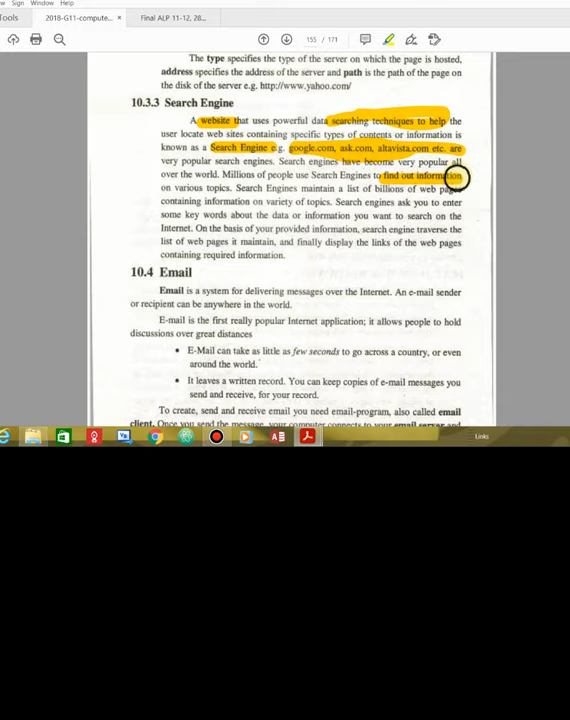 Sign Window Help
Tools 2018-G11-compute... × Final ALP 11-12, 28...
155 / 171
The type specifies the type of the server on which the page is hosted,
address specifies the address of the server and path is the path of the page on
the disk of the server e.g. http://www.yahoo.com/
10.3.3 Search Engine
A website that uses powerful data searching techniques to help the
user locate web sites containing specific types of contents or information is
known as a Search Engine e.g. google.com, ask.com, altavista.com etc. are
very popular search engines. Search engines have become very popular all
over the world. Millions of people use Search Engines to find out information
on various topics. Search Engines maintain a list of billions of web pages
containing information on variety of topics. Search engines ask you to enter
some key words about the data or information you want to search on the
Internet. On the basis of your provided information, search engine traverse the
list of web pages it maintain, and finally display the links of the web pages
containing required information.
10.4 Email
Email is a system for delivering messages over the Internet. An e-mail sender
or recipient can be anywhere in the world.
E-mail is the first really popular Internet application; it allows people to hold
discussions over great distances
• E-Mail can take as little as few seconds to go across a country, or even
around the world.
• It leaves a written record. You can keep copies of e-mail messages you
send and receive, for your record.
To create, send and receive email you need email-program, also called email
client. Once you send the message, your computer connects to your email server and
Links